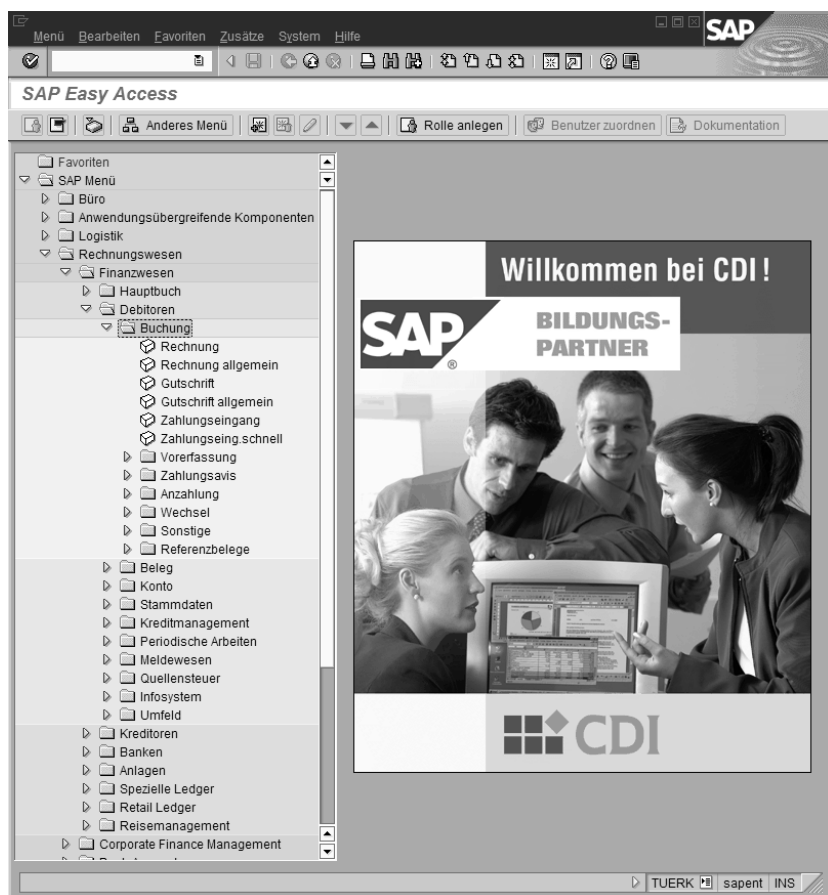 Menü Bearbeiten Favoriten Zusätze System Hilfe
SAP
SAP Easy Access
Anderes Menü Rolle anlegen Benutzer zuordnen Dokumentation
Favoriten
SAP Menü
Büro
Anwendungsübergreifende Komponenten
Logistik
Rechnungswesen
Finanzwesen
Hauptbuch
Debitoren
Buchung
Rechnung
Rechnung allgemein
Gutschrift
Gutschrift allgemein
Zahlungseingang
Zahlungseing.schnell
Vorerfassung
Zahlungsavis
Anzahlung
Wechsel
Sonstige
Referenzbelege
Beleg
Konto
Stammdaten
Kreditmanagement
Periodische Arbeiten
Meldewesen
Quellensteuer
Infosystem
Umfeld
Kreditoren
Banken
Anlagen
Spezielle Ledger
Retail Ledger
Reisemanagement
Corporate Finance Management
Willkommen bei CDI!
SAP ®
BILDUNGS-
PARTNER
CDI
TUERK sapent INS